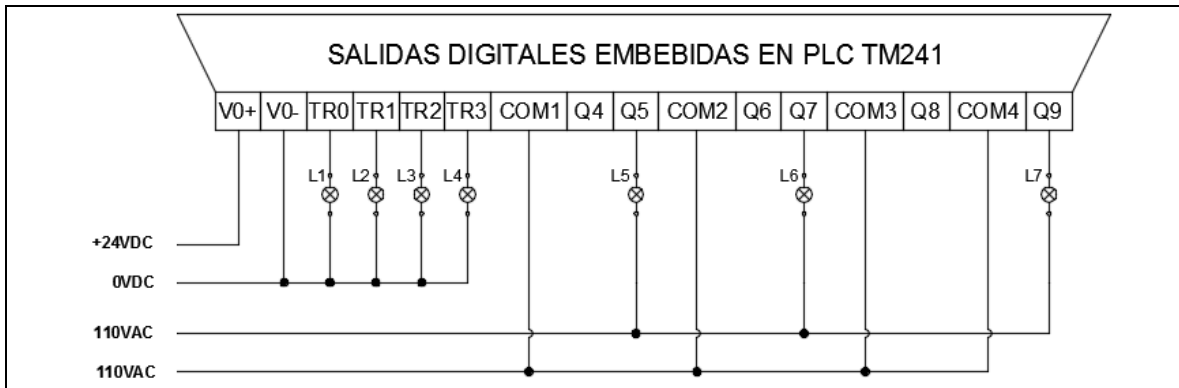 SALIDAS DIGITALES EMBEBIDAS EN PLC TM241
V0+ V0- TR0 TR1 TR2 TR3 COM1 Q4 Q5 COM2 Q6 Q7 COM3 Q8 COM4 Q9
L1 L2 L3 L4 L5 L6 L7
+24VDC
0VDC
110VAC
110VAC